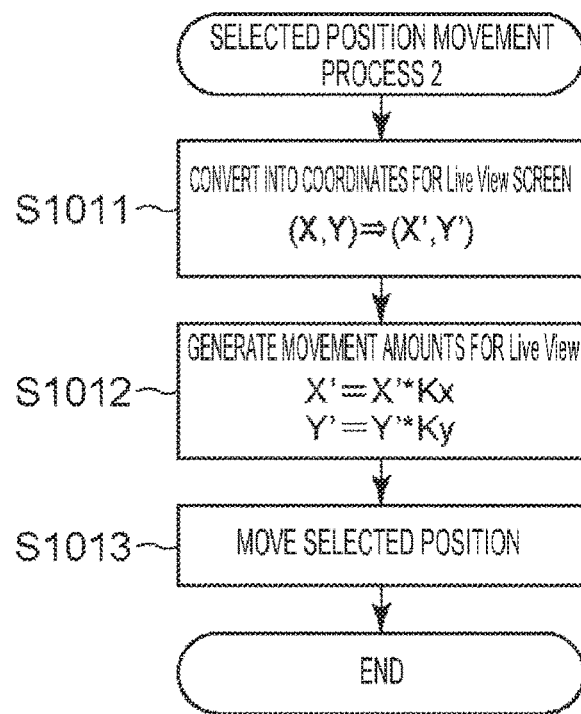 SELECTED POSITION MOVEMENT
PROCESS 2
S1011
CONVERT INTO COORDINATES FOR Live View SCREEN
(X,Y)⇒(X',Y')
S1012
GENERATE MOVEMENT AMOUNTS FOR Live View
X'=X'*Kx
Y'=Y'*Ky
S1013
MOVE SELECTED POSITION
END